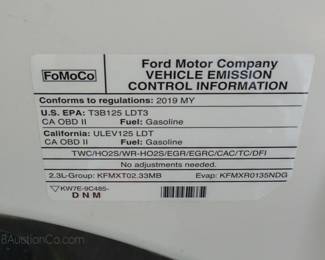 FoMoCo
Ford Motor Company
VEHICLE EMISSION
CONTROL INFORMATION
Conforms to regulations: 2019 MY
U.S. EPA: T3B125 LDT3
CA OBD II Fuel: Gasoline
California: ULEV125 LDT
CA OBD II Fuel: Gasoline
TWC/HO2S/WR-HO2S/EGR/EGRC/CAC/TC/DFI
No adjustments needed.
2.3L-Group: KFMXT02.33MB Evap: KFMXR0135NDG
KW7E-9C485-
D N M
BAuctionCo.com